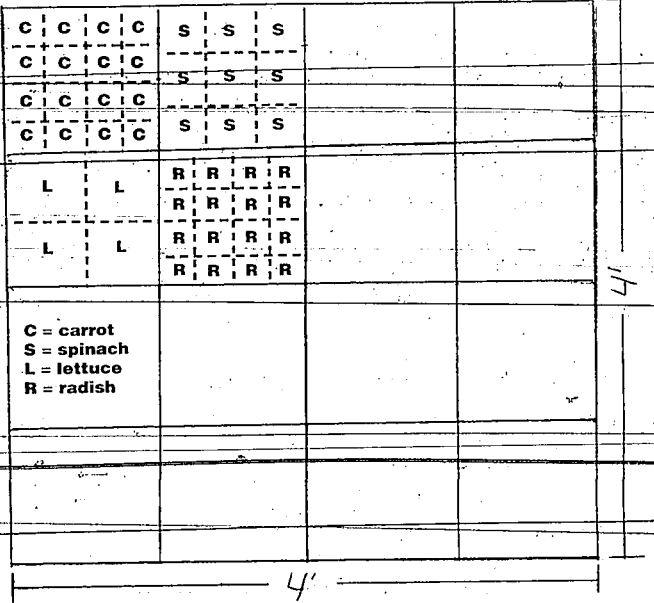 C C C C S S S
C C C C
C C C C S S S
C C C C S S S
L L R R R R
R R R R
L L R R R R
R R R R
C = carrot
S = spinach
L = lettuce
R = radish
4'
4'